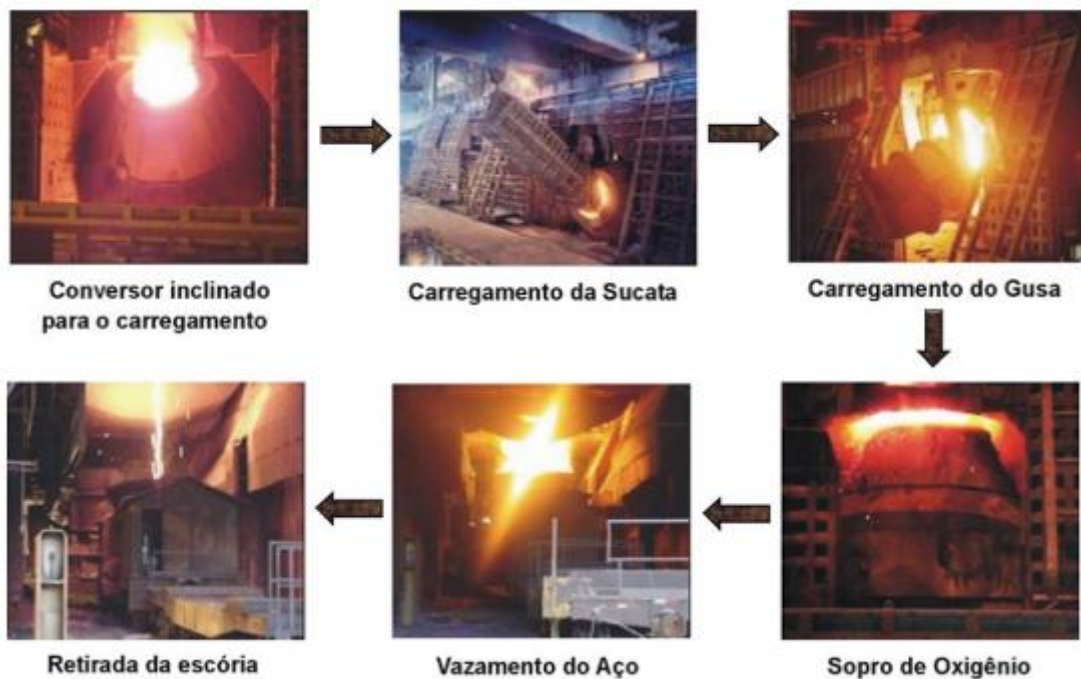 Conversor inclinado
para o carregamento
Carregamento da Sucata
Carregamento do Gusa
Retirada da escória
Vazamento do Aço
Sopro de Oxigênio